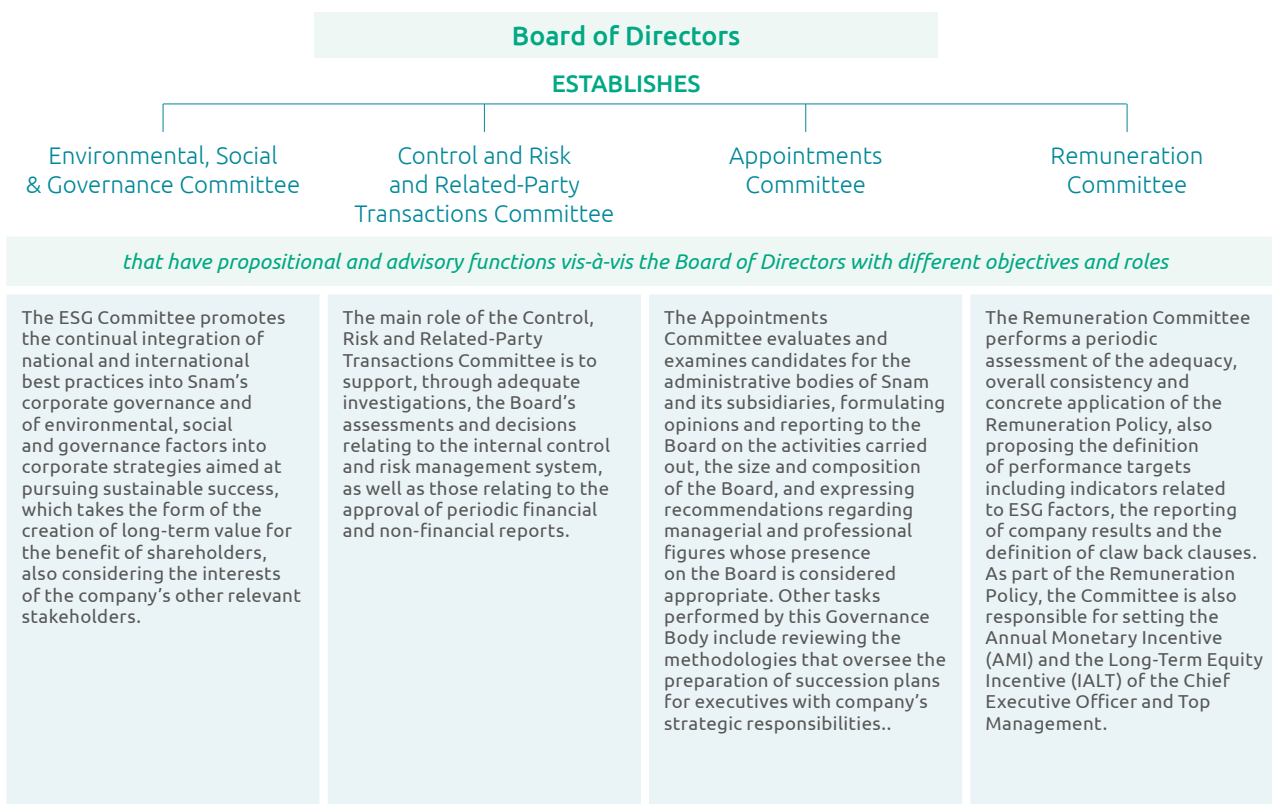 Board of Directors
ESTABLISHES
Environmental, Social
& Governance Committee
Control and Risk
and Related-Party
Transactions Committee
Appointments
Committee
Remuneration
Committee
that have propositional and advisory functions vis-à-vis the Board of Directors with different objectives and roles
The ESG Committee promotes
the continual integration of
national and international
best practices into Snam’s
corporate governance and
of environmental, social
and governance factors into
corporate strategies aimed at
pursuing sustainable success,
which takes the form of the
creation of long-term value for
the benefit of shareholders,
also considering the interests
of the company’s other relevant
stakeholders.
The main role of the Control,
Risk and Related-Party
Transactions Committee is to
support, through adequate
investigations, the Board’s
assessments and decisions
relating to the internal control
and risk management system,
as well as those relating to the
approval of periodic financial
and non-financial reports.
The Appointments
Committee evaluates and
examines candidates for the
administrative bodies of Snam
and its subsidiaries, formulating
opinions and reporting to the
Board on the activities carried
out, the size and composition
of the Board, and expressing
recommendations regarding
managerial and professional
figures whose presence
on the Board is considered
appropriate. Other tasks
performed by this Governance
Body include reviewing the
methodologies that oversee the
preparation of succession plans
for executives with company’s
strategic responsibilities..
The Remuneration Committee
performs a periodic
assessment of the adequacy,
overall consistency and
concrete application of the
Remuneration Policy, also
proposing the definition
of performance targets
including indicators related
to ESG factors, the reporting
of company results and the
definition of claw back clauses.
As part of the Remuneration
Policy, the Committee is also
responsible for setting the
Annual Monetary Incentive
(AMI) and the Long-Term Equity
Incentive (IALT) of the Chief
Executive Officer and Top
Management.